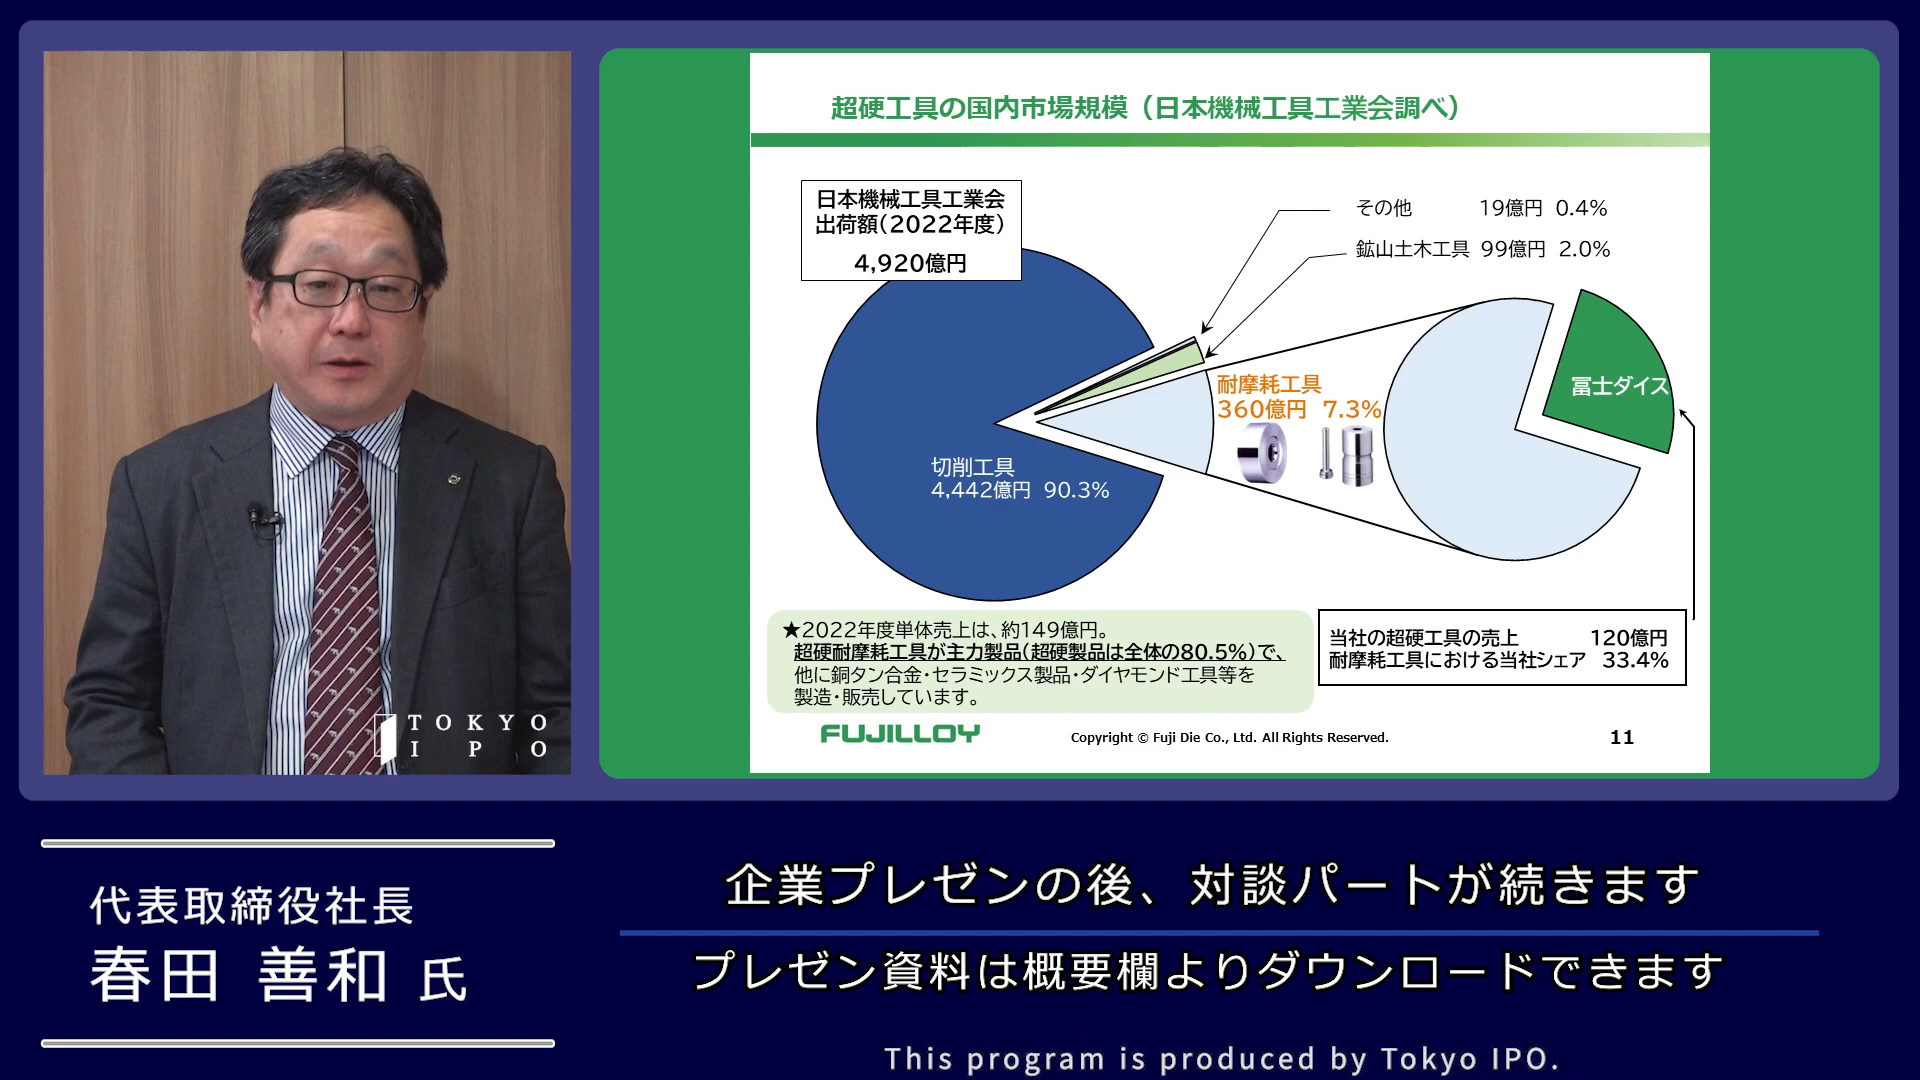 超硬工具の国内市場規模（日本機械工具工業会調べ）
日本機械工具工業会
出荷額（2022年度）
4,920億円
その他 19億円 0.4%
鉱山土木工具 99億円 2.0%
耐摩耗工具
360億円 7.3%
冨士ダイス
切削工具
4,442億円 90.3%
★2022年度単体売上は、約149億円。
超硬耐摩耗工具が主力製品（超硬製品は全体の80.5%）で、
他に銅タン合金・セラミックス製品・ダイヤモンド工具等を
製造・販売しています。
当社の超硬工具の売上 120億円
耐摩耗工具における当社シェア 33.4%
FUJILLOY
Copyright © Fuji Die Co., Ltd. All Rights Reserved.
11
TOKYO
IPO
代表取締役社長
春田 善和 氏
企業プレゼンの後、対談パートが続きます
プレゼン資料は概要欄よりダウンロードできます
This program is produced by Tokyo IPO.